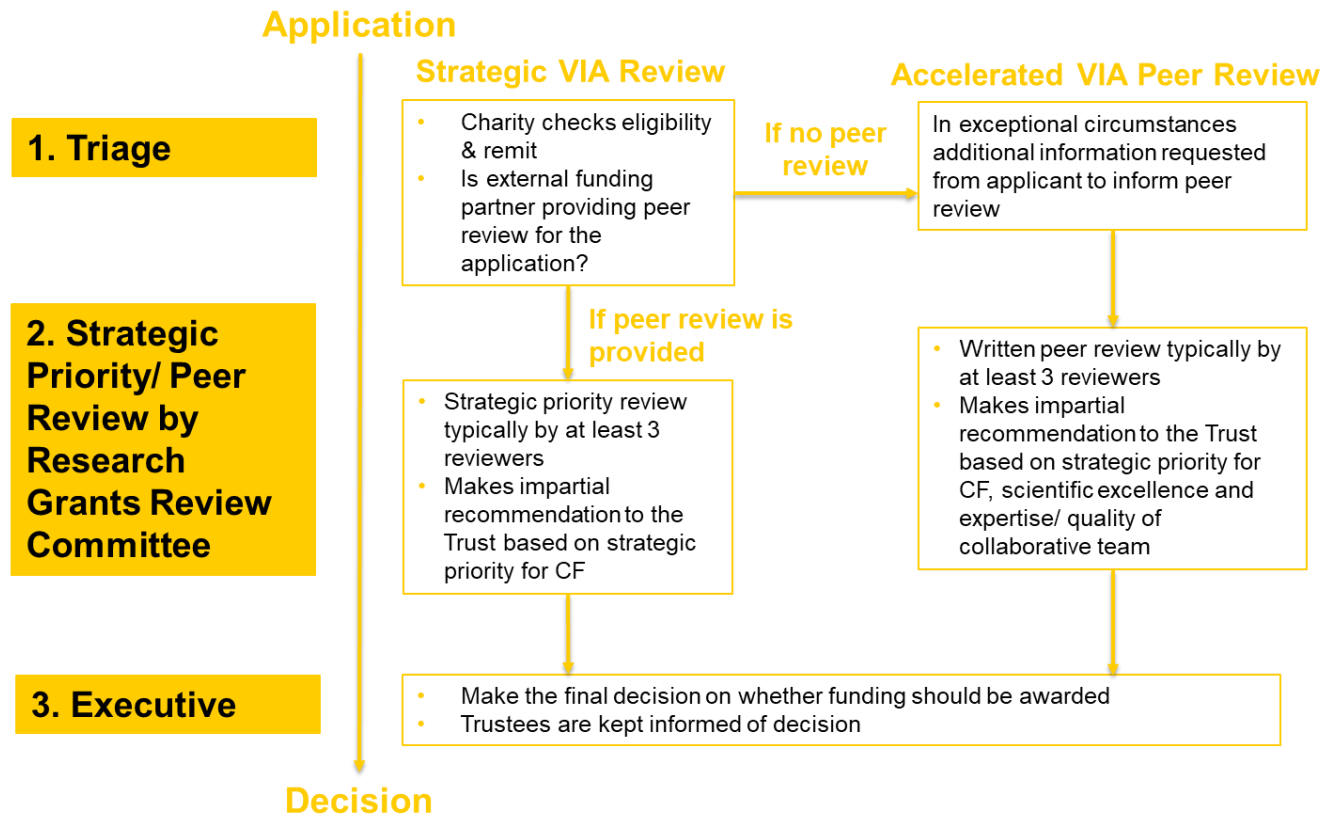 Application
Strategic VIA Review
Accelerated VIA Peer Review
1. Triage
• Charity checks eligibility
& remit
• Is external funding
partner providing peer
review for the
application?
If no peer
review
In exceptional circumstances
additional information requested
from applicant to inform peer
review
2. Strategic
Priority/ Peer
Review by
Research
Grants Review
Committee
If peer review is
provided
• Strategic priority review
typically by at least 3
reviewers
• Makes impartial
recommendation to the
Trust based on strategic
priority for CF
• Written peer review typically by
at least 3 reviewers
• Makes impartial
recommendation to the Trust
based on strategic priority for
CF, scientific excellence and
expertise/ quality of
collaborative team
3. Executive
• Make the final decision on whether funding should be awarded
• Trustees are kept informed of decision
Decision